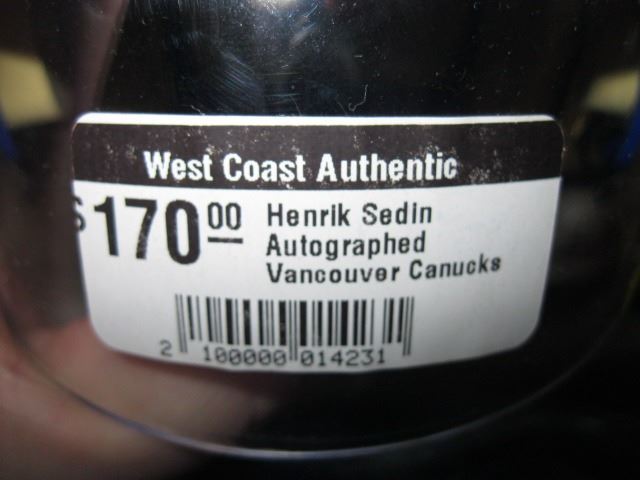 West Coast Authentic
$170.00
Henrik Sedin
Autographed
Vancouver Canucks
2 100000 014231